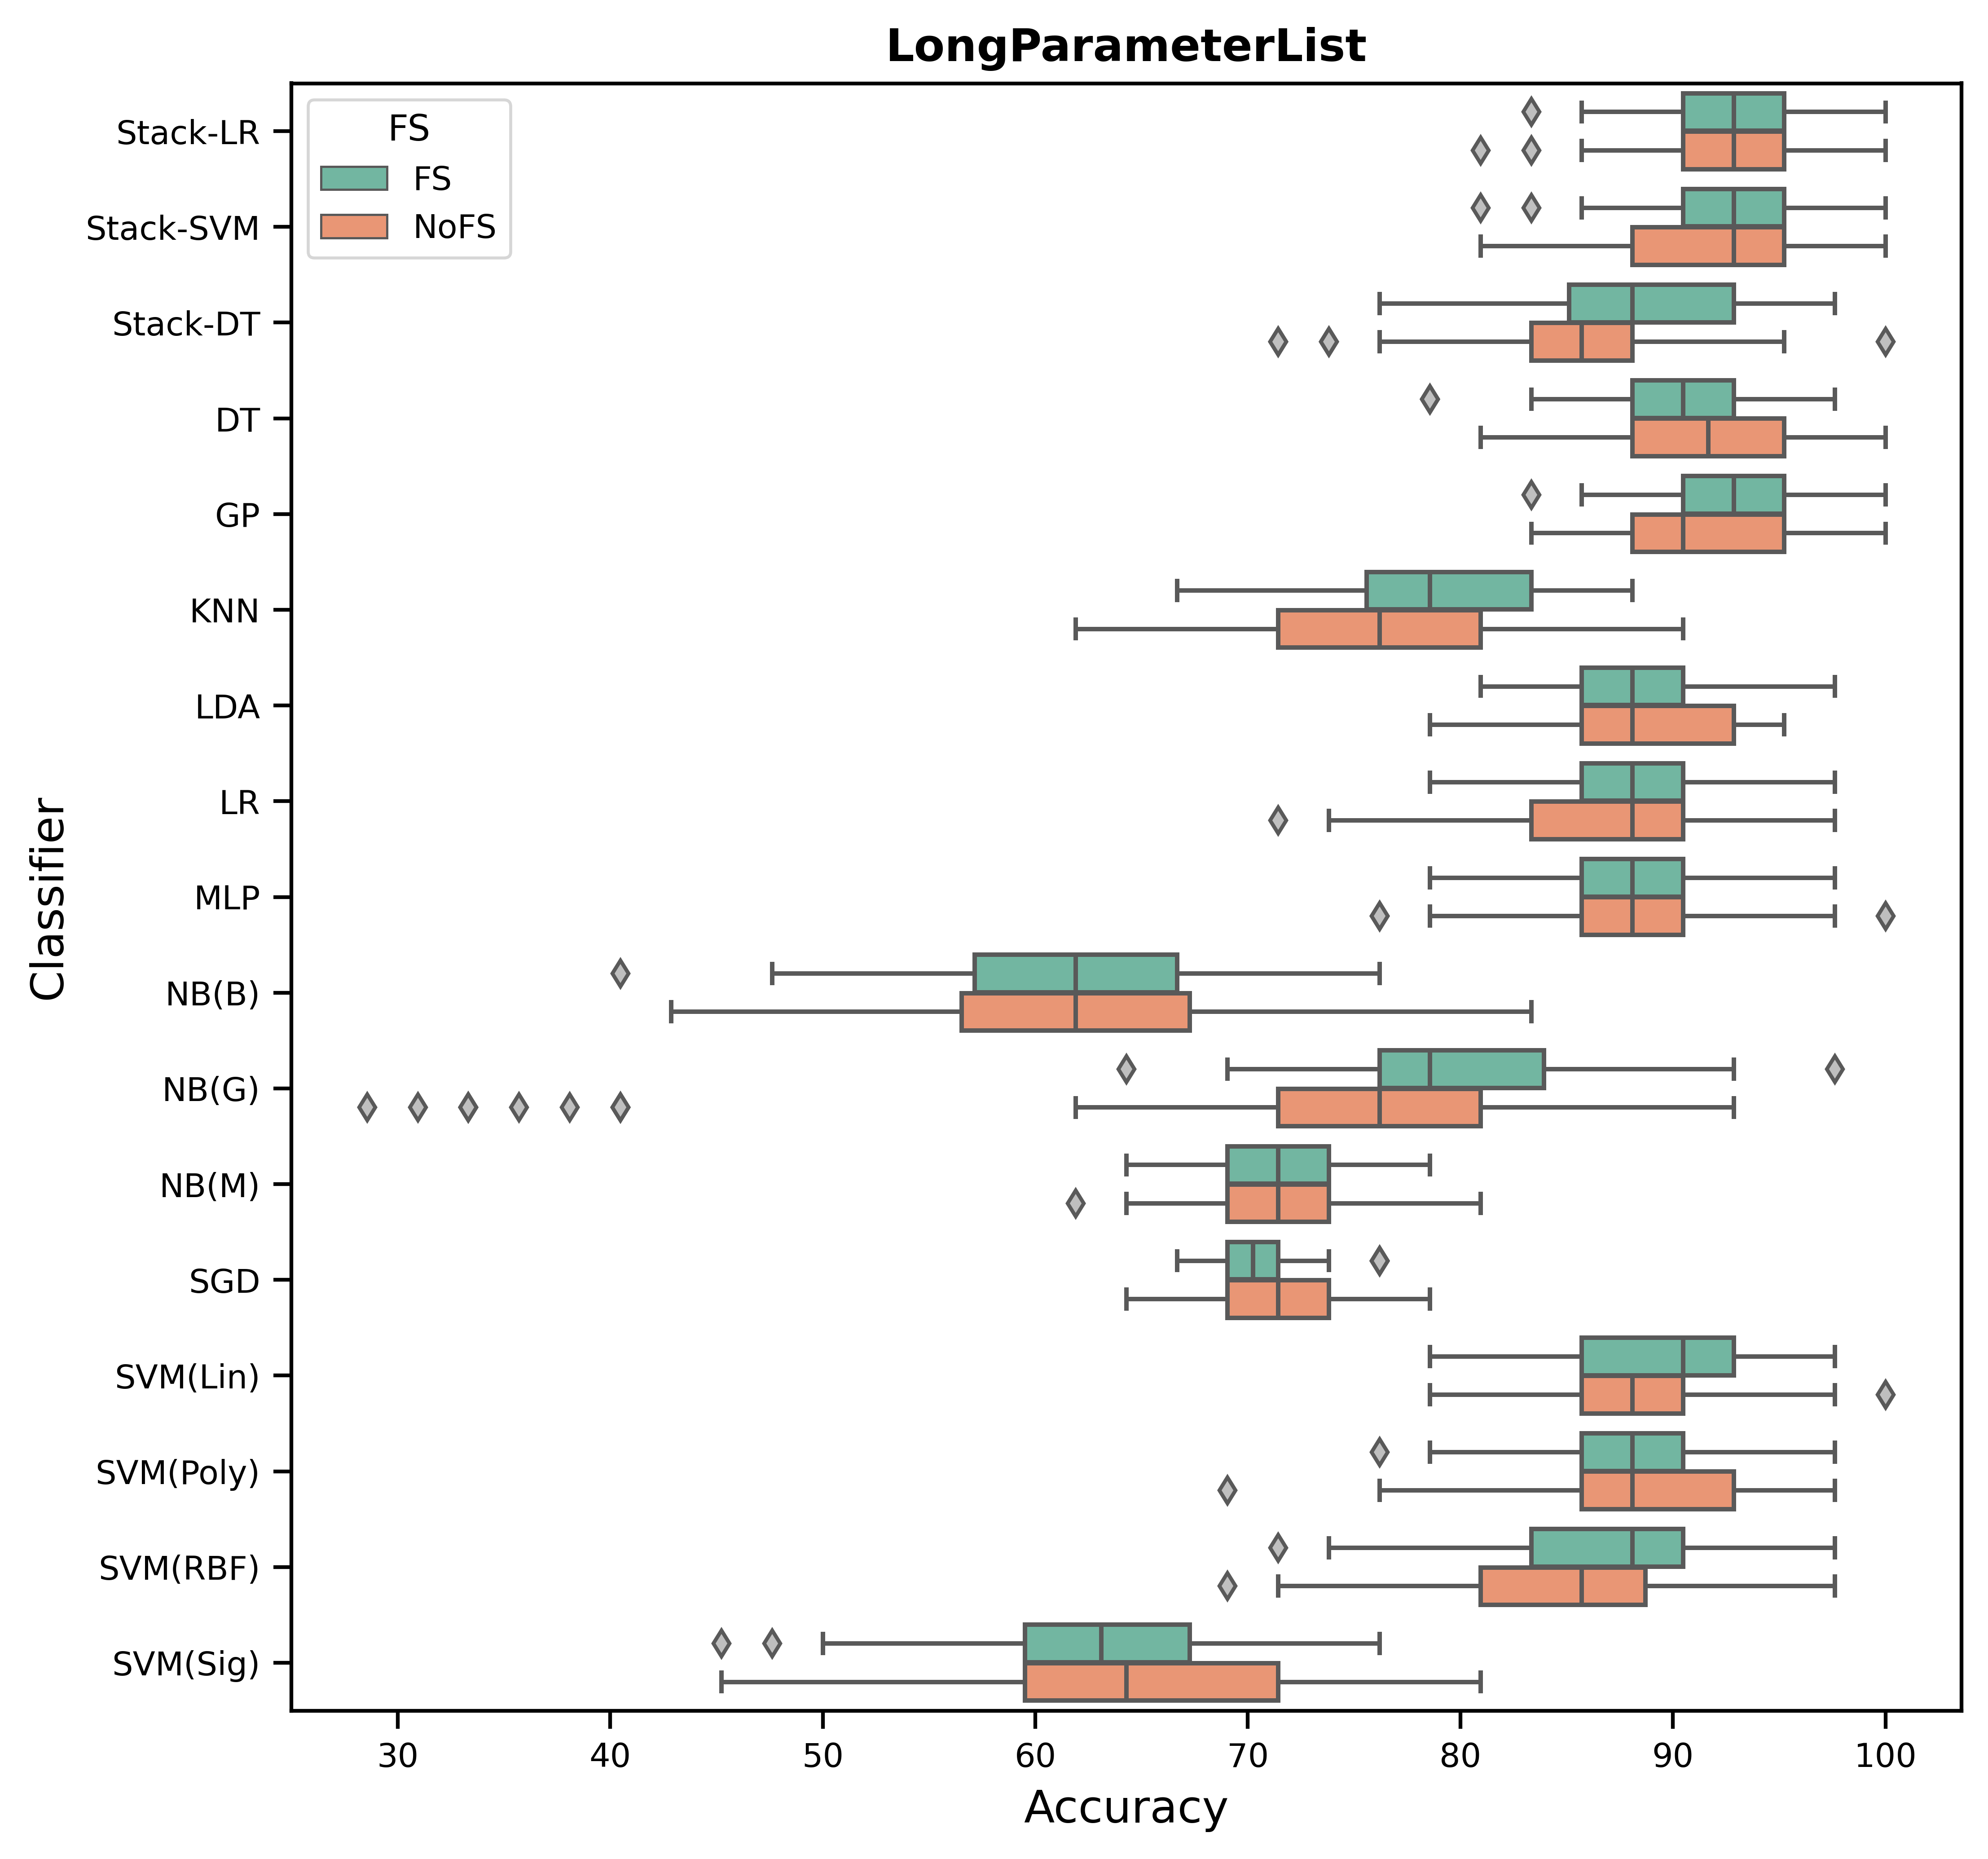 LongParameterList
FS
FS
NoFS
Classifier
Stack-LR
Stack-SVM
Stack-DT
DT
GP
KNN
LDA
LR
MLP
NB(B)
NB(G)
NB(M)
SGD
SVM(Lin)
SVM(Poly)
SVM(RBF)
SVM(Sig)
30 40 50 60 70 80 90 100
Accuracy